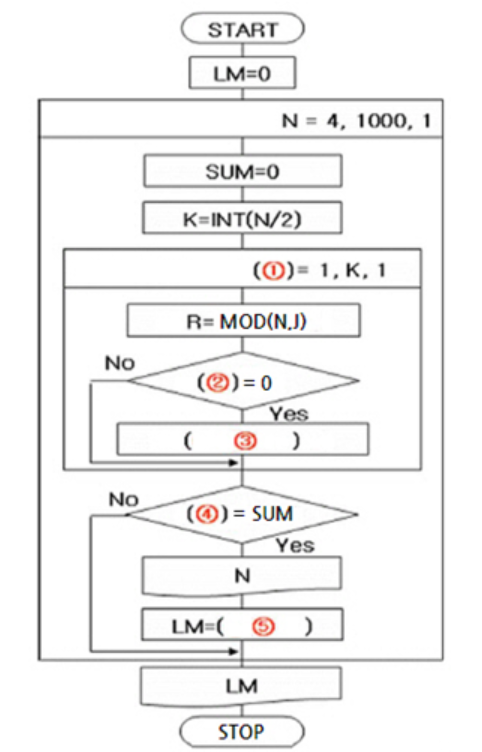 START
LM=0
N = 4, 1000, 1
SUM=0
K=INT(N/2)
(①)= 1, K, 1
R= MOD(N,J)
No
(②)= 0
Yes
( ③ )
No
(④)= SUM
Yes
N
LM=( ⑤ )
LM
STOP